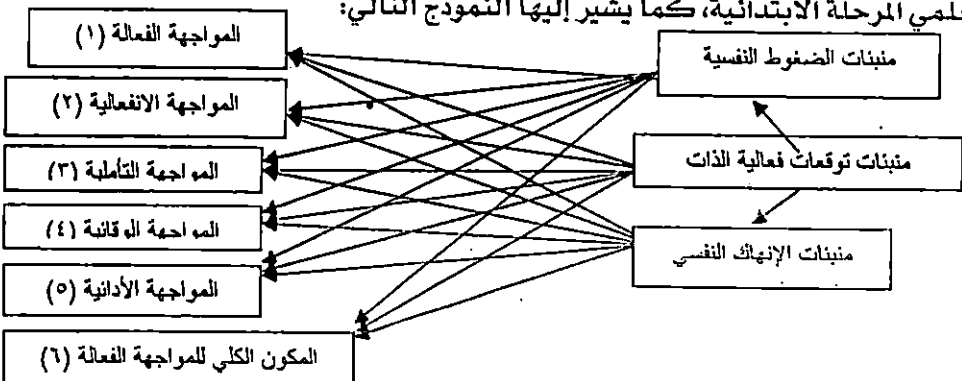 لمي المرحلة الابتدائية، كما يشير إليها النموذج التالي:
منبئات الضغوط النفسية
منبئات توقعات فعالية الذات
منبئات الإنهاك النفسي
المواجهة الفعالة (١)
المواجهة الانفعالية (٢)
المواجهة التأملية (٣)
المواجهة الوقائية (٤)
المواجهة الأدائية (٥)
المكون الكلي للمواجهة الفعالة (٦)